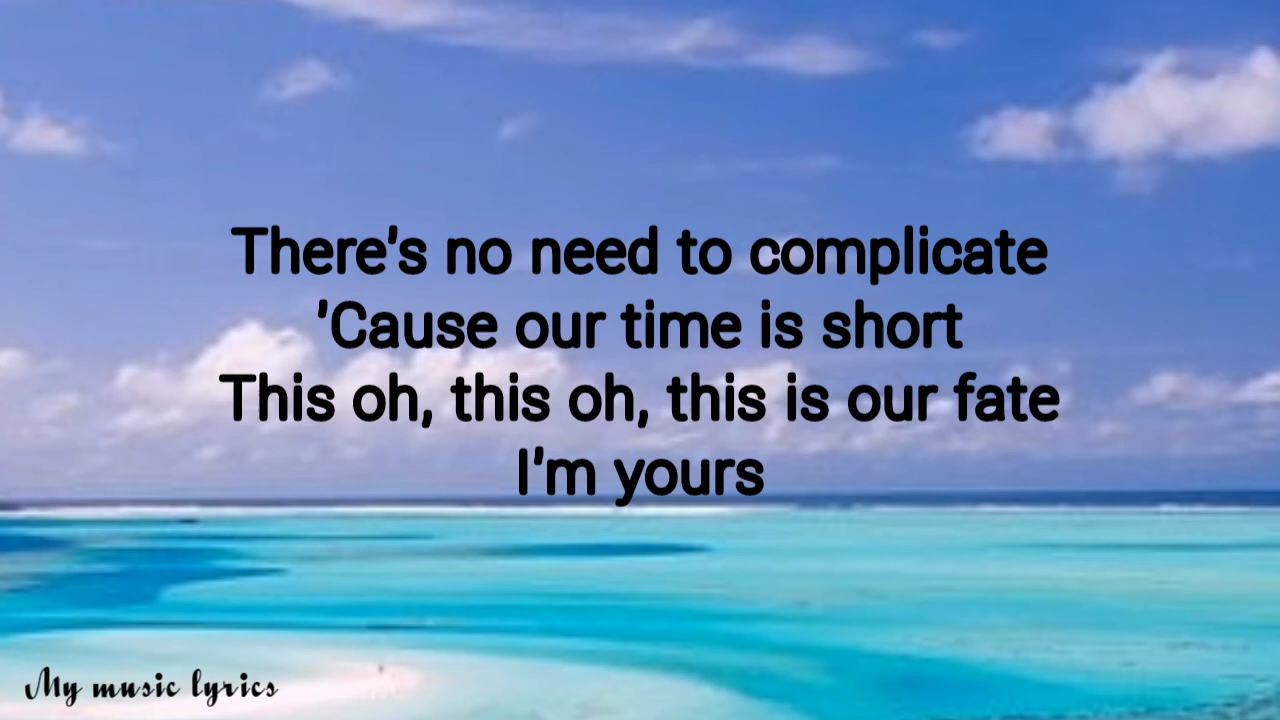 There's no need to complicate
'Cause our time is short
This oh, this oh, this is our fate
I'm yours
My music lyrics